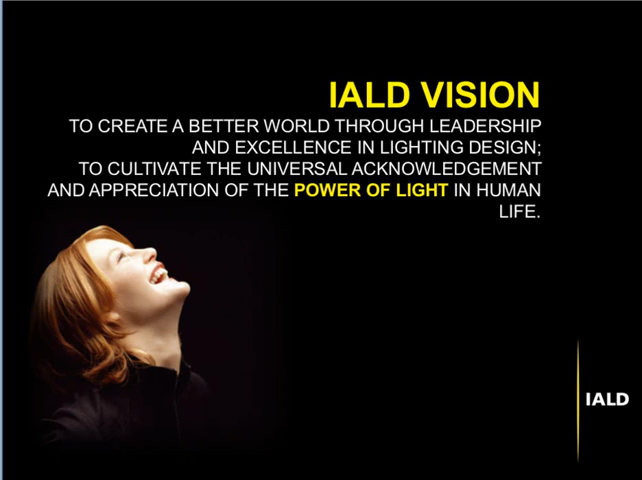 IALD VISION
TO CREATE A BETTER WORLD THROUGH LEADERSHIP
AND EXCELLENCE IN LIGHTING DESIGN;
TO CULTIVATE THE UNIVERSAL ACKNOWLEDGEMENT
AND APPRECIATION OF THE POWER OF LIGHT IN HUMAN
LIFE.
IALD